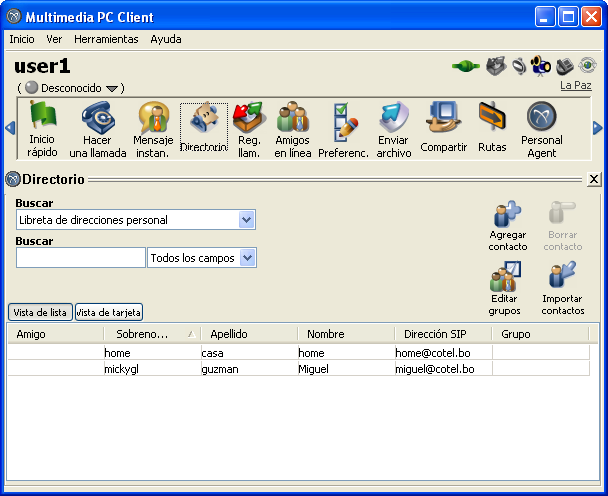 Multimedia PC Client
Inicio Ver Herramientas Ayuda
user1
( Desconocido )
La Paz
Inicio rápido
Hacer una llamada
Mensaje instan.
Directorio
Reg. llam.
Amigos en línea
Preferenc.
Enviar archivo
Compartir
Rutas
Personal Agent
Directorio
Buscar
Libreta de direcciones personal
Buscar
Todos los campos
Agregar contacto
Borrar contacto
Editar grupos
Importar contactos
Vista de lista
Vista de tarjeta
Amigo Sobreno... Apellido Nombre Dirección SIP Grupo
home casa home home@cotel.bo
mickygl guzman Miguel miguel@cotel.bo